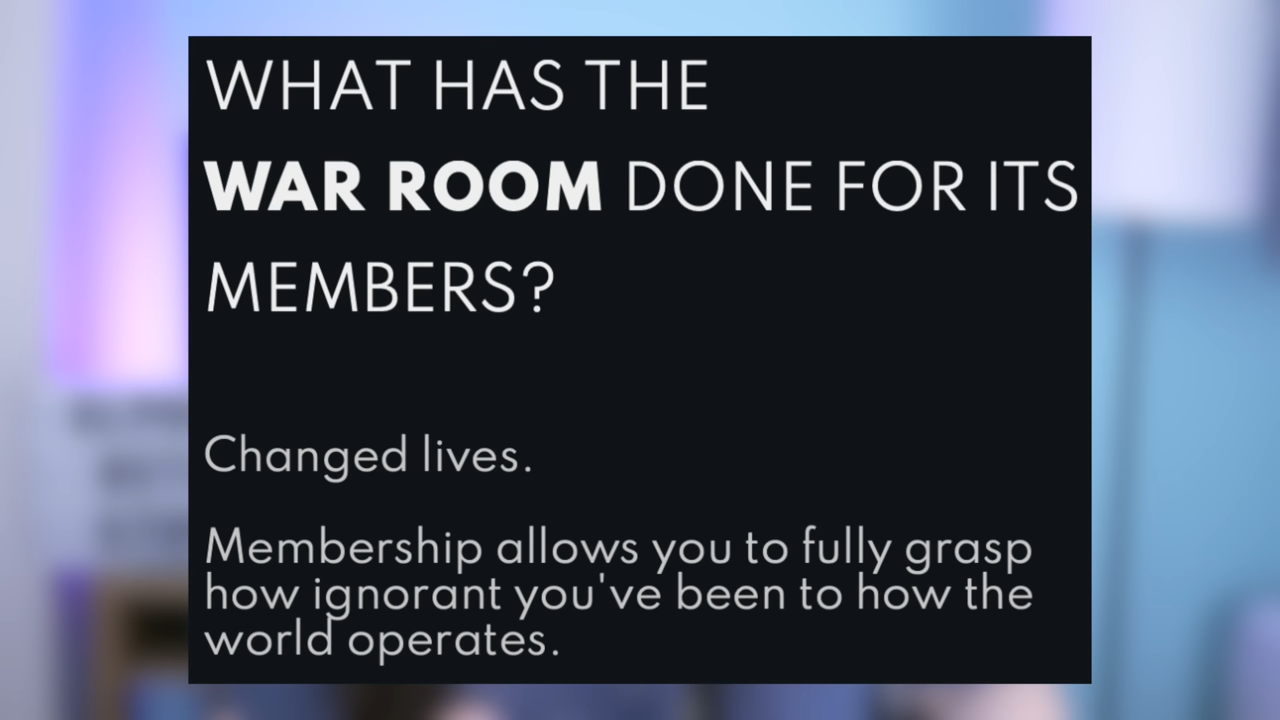 WHAT HAS THE
WAR ROOM DONE FOR ITS
MEMBERS?
Changed lives.
Membership allows you to fully grasp
how ignorant you've been to how the
world operates.